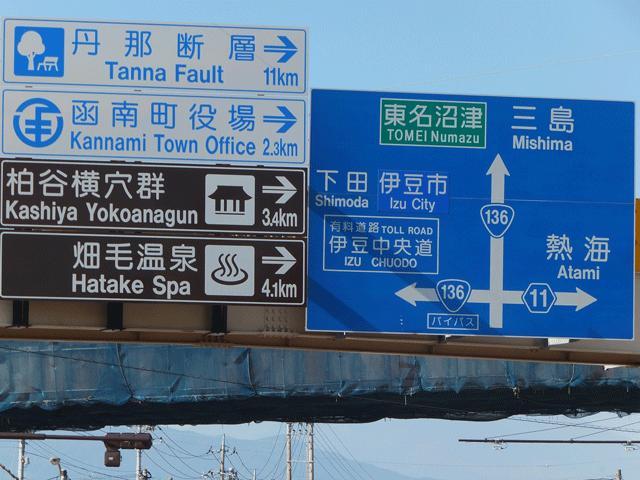 丹那断層
Tanna Fault 11km
函南町役場
Kannami Town Office 2.3km
柏谷横穴群
Kashiya Yokoanagun 3.4km
畑毛温泉
Hatake Spa 4.1km
東名沼津
TOMEI Numazu
三島
Mishima
下田
Shimoda
伊豆市
Izu City
有料道路 TOLL ROAD
伊豆中央道
IZU CHUODO
136
熱海
Atami
136
バイパス
11